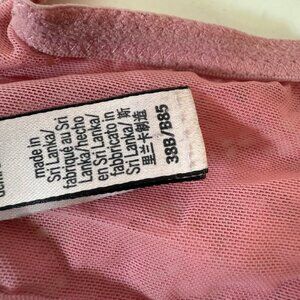 made in
Sri Lanka/
fabriqué au Sri
Lanka/hecho
en Sri Lanka/
fabbricato in
Sri Lanka/ 斯
里兰卡制造
38B/B85